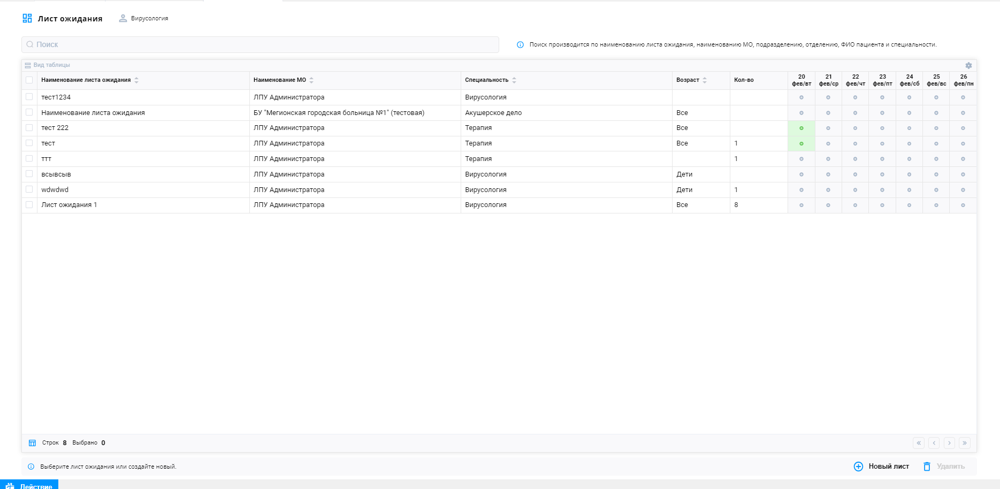 Лист ожидания Вирусология
Поиск
Поиск производится по наименованию листа ожидания, наименованию МО, подразделению, отделению, ФИО пациента и специальности.
Вид таблицы
Наименование листа ожидания Наименование МО Специальность Возраст Кол-во 20 фев/вт 21 фев/ср 22 фев/чт 23 фев/пт 24 фев/сб 25 фев/вс 26 фев/пн
тест1234 ЛПУ Администратора Вирусология
Наименование листа ожидания БУ "Мегионская городская больница №1" (тестовая) Акушерское дело Все
тест 222 ЛПУ Администратора Терапия Все
тест ЛПУ Администратора Терапия Все 1
ттт ЛПУ Администратора Терапия 1
всывсыв ЛПУ Администратора Вирусология Дети
wdwdwd ЛПУ Администратора Вирусология Дети 1
Лист ожидания 1 ЛПУ Администратора Вирусология Все 8
Строк 8 Выбрано 0
Выберите лист ожидания или создайте новый.
Новый лист Удалить
Действие